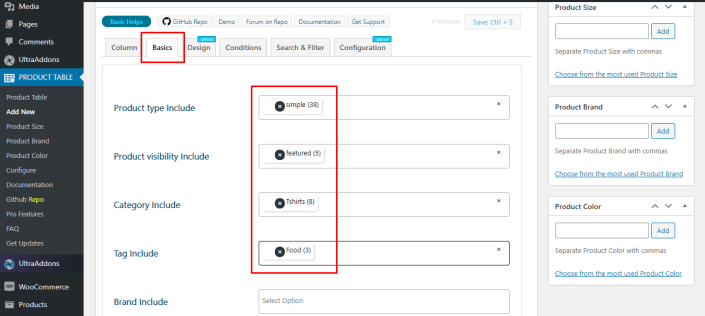 Media
Pages
Comments
UltraAddons
PRODUCT TABLE
Product Table
Add New
Product Size
Product Brand
Product Color
Configure
Documentation
Github Repo
Pro Features
FAQ
Get Updates
UltraAddons
WooCommerce
Products
Basic Helps
GitHub Repo
Demo
Forum on Repo
Documentation
Get Support
Save: Ctrl + S
Column
Basics
Design
Conditions
Search & Filter
Configuration
Product type Include
simple (38)
Product visibility Include
featured (5)
Category Include
Tshirts (8)
Tag Include
Food (3)
Brand Include
Select Option
Product Size
Add
Separate Product Size with commas
Choose from the most used Product Size
Product Brand
Add
Separate Product Brand with commas
Choose from the most used Product Brand
Product Color
Add
Separate Product Color with commas
Choose from the most used Product Color